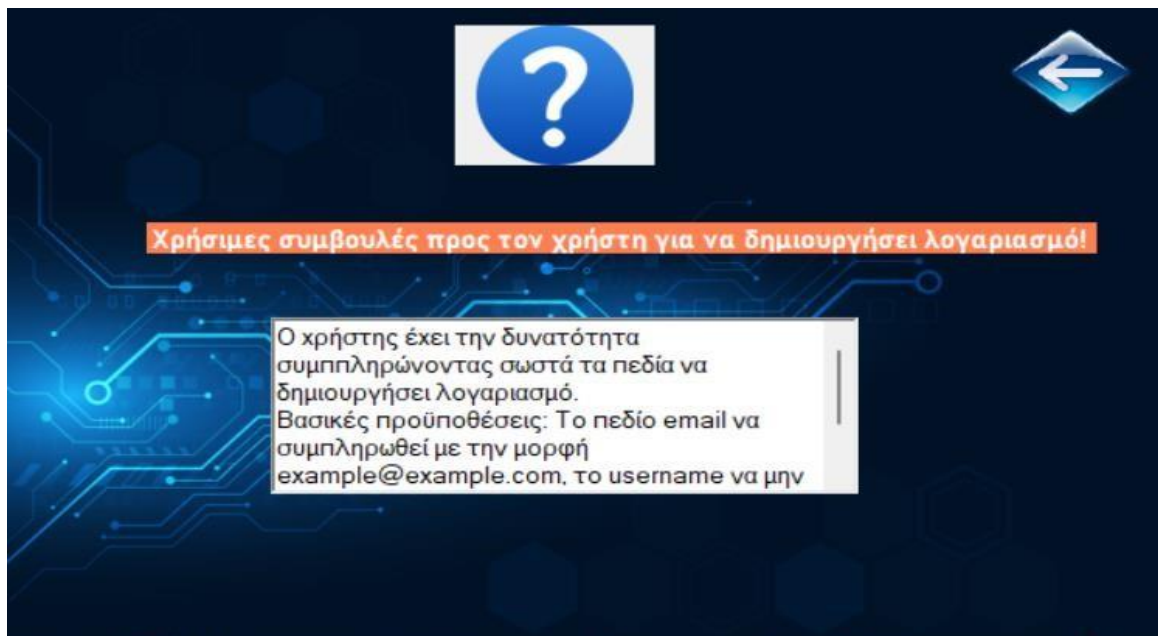 ?
Χρήσιμες συμβουλές προς τον χρήστη για να δημιουργήσει λογαριασμό!
Ο χρήστης έχει την δυνατότητα
συμππληρώνοντας σωστά τα πεδία να
δημιουργήσει λογαριασμό.
Βασικές προϋποθέσεις: Το πεδίο email να
συμπληρωθεί με την μορφή
example@example.com, το username να μην